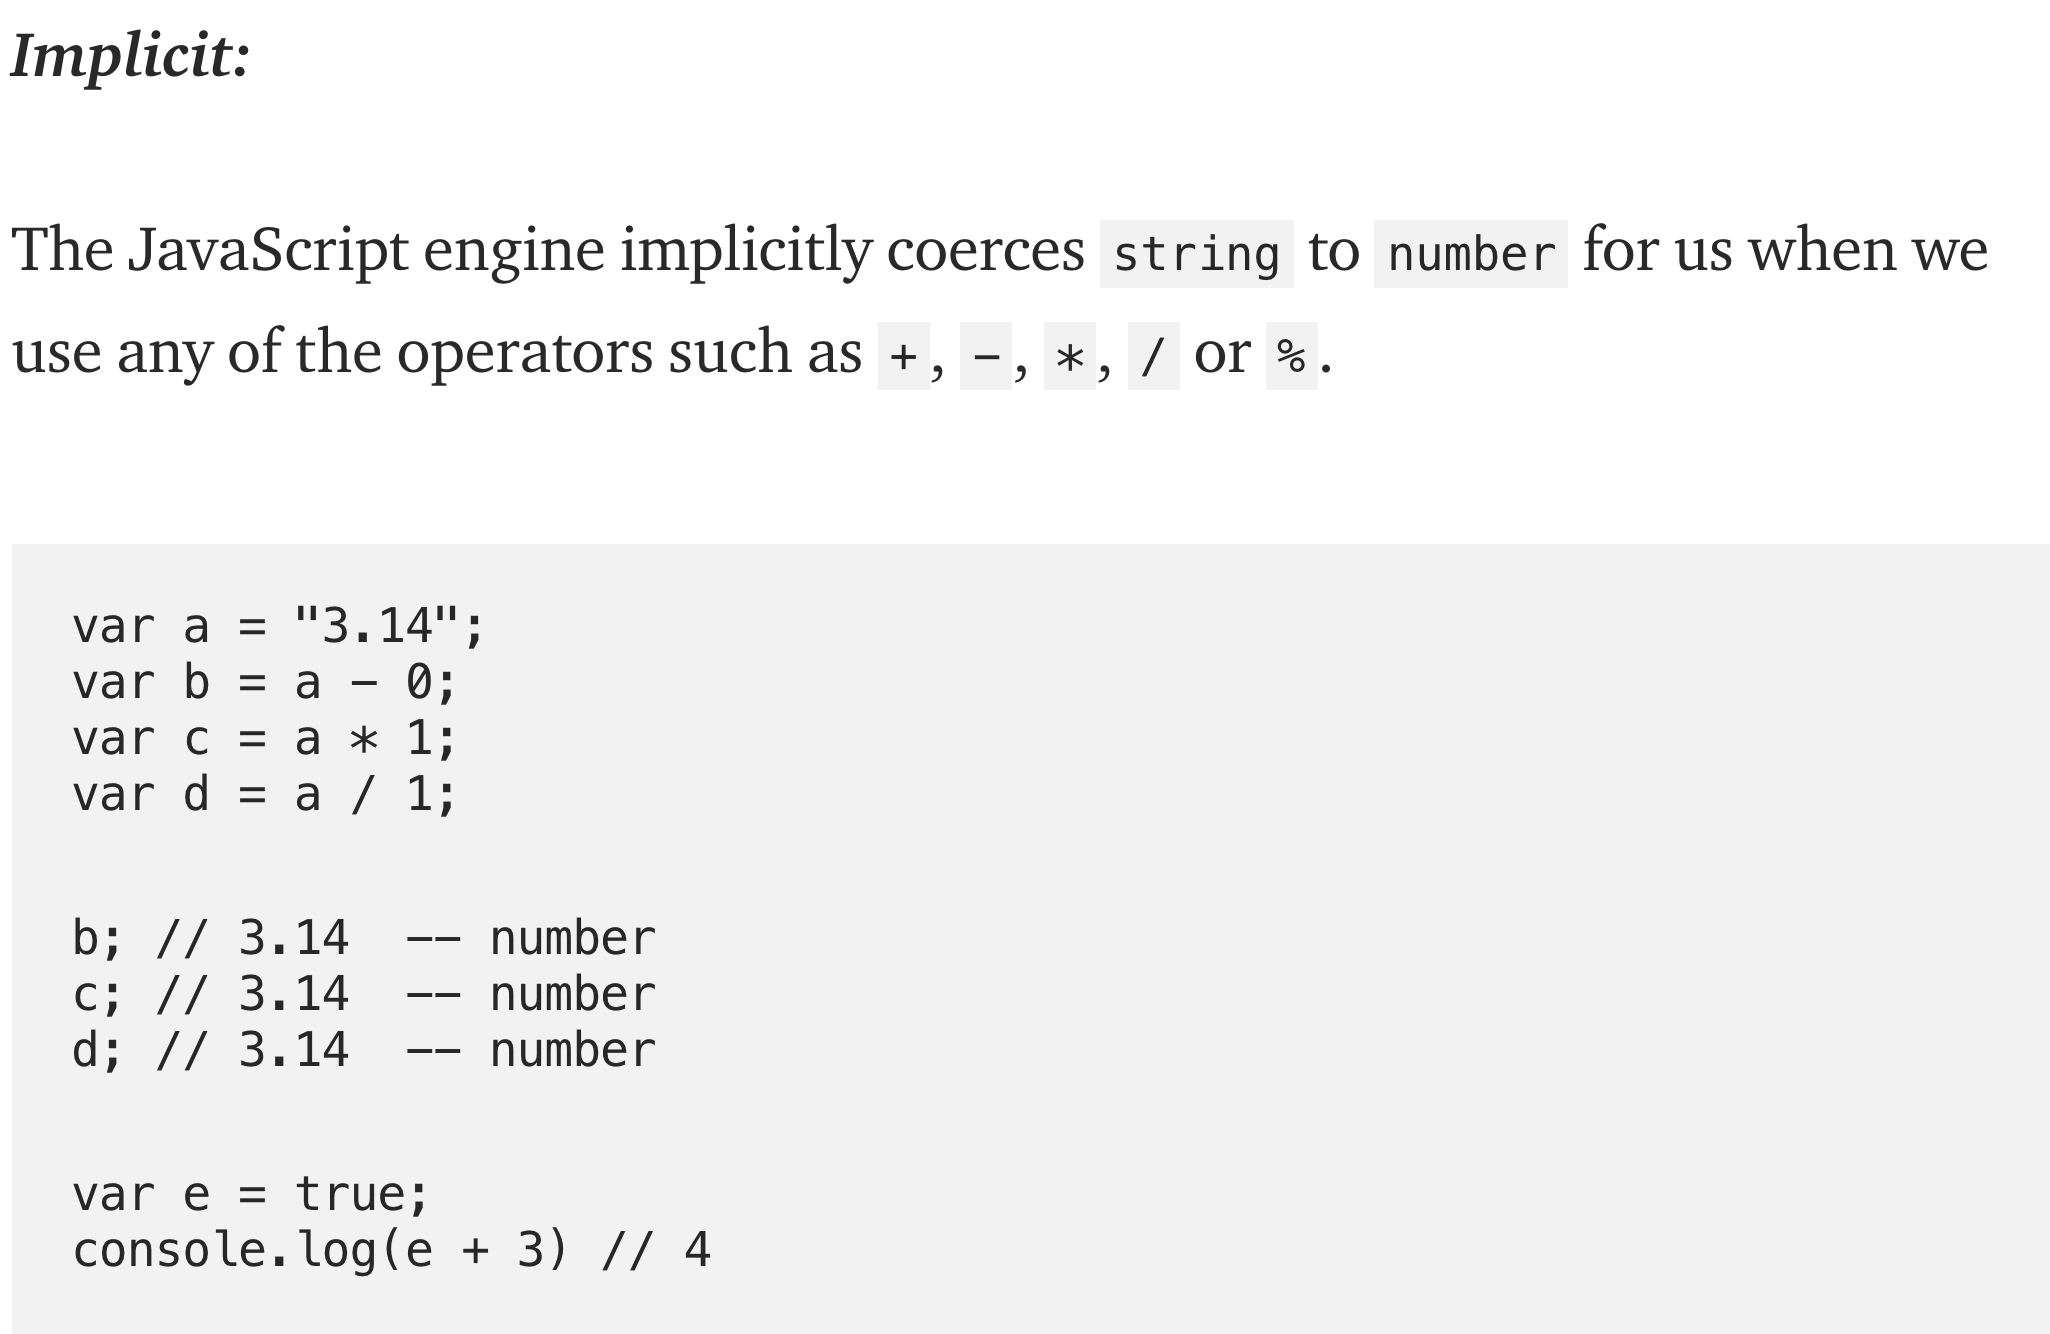 Implicit:
The JavaScript engine implicitly coerces string to number for us when we
use any of the operators such as +, -, *, / or %.
var a = "3.14";
var b = a - 0;
var c = a * 1;
var d = a / 1;
b; // 3.14  -- number
c; // 3.14  -- number
d; // 3.14  -- number
var e = true;
console.log(e + 3) // 4